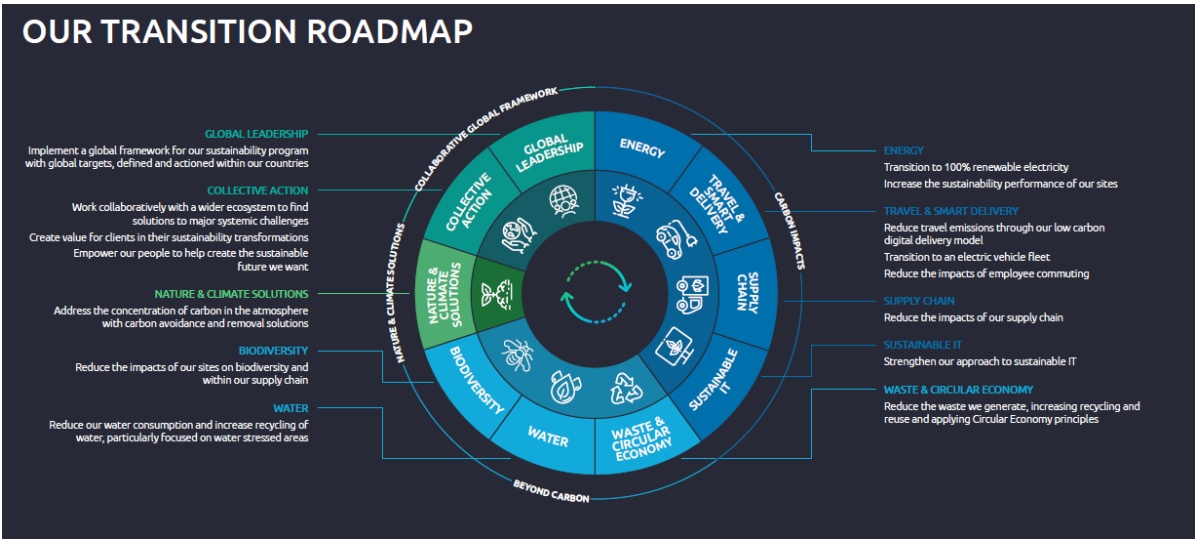 OUR TRANSITION ROADMAP
GLOBAL LEADERSHIP
Implement a global framework for our sustainability program
with global targets, defined and actioned within our countries
COLLECTIVE ACTION
Work collaboratively with a wider ecosystem to find
solutions to major systemic challenges
Create value for clients in their sustainability transformations
Empower our people to help create the sustainable
future we want
NATURE & CLIMATE SOLUTIONS
Address the concentration of carbon in the atmosphere
with carbon avoidance and removal solutions
BIODIVERSITY
Reduce the impacts of our sites on biodiversity and
within our supply chain
WATER
Reduce our water consumption and increase recycling of
water, particularly focused on water stressed areas
COLLABORATIVE GLOBAL FRAMEWORK
CARBON IMPACTS
BEYOND CARBON
NATURE & CLIMATE SOLUTIONS
GLOBAL
LEADERSHIP
ENERGY
TRAVEL &
SMART
DELIVERY
SUPPLY
CHAIN
SUSTAINABLE
IT
WASTE &
CIRCULAR
ECONOMY
WATER
BIODIVERSITY
NATURE &
CLIMATE
SOLUTIONS
COLLECTIVE
ACTION
ENERGY
Transition to 100% renewable electricity
Increase the sustainability performance of our sites
TRAVEL & SMART DELIVERY
Reduce travel emissions through our low carbon
digital delivery model
Transition to an electric vehicle fleet
Reduce the impacts of employee commuting
SUPPLY CHAIN
Reduce the impacts of our supply chain
SUSTAINABLE IT
Strengthen our approach to sustainable IT
WASTE & CIRCULAR ECONOMY
Reduce the waste we generate, increasing recycling and
reuse and applying Circular Economy principles